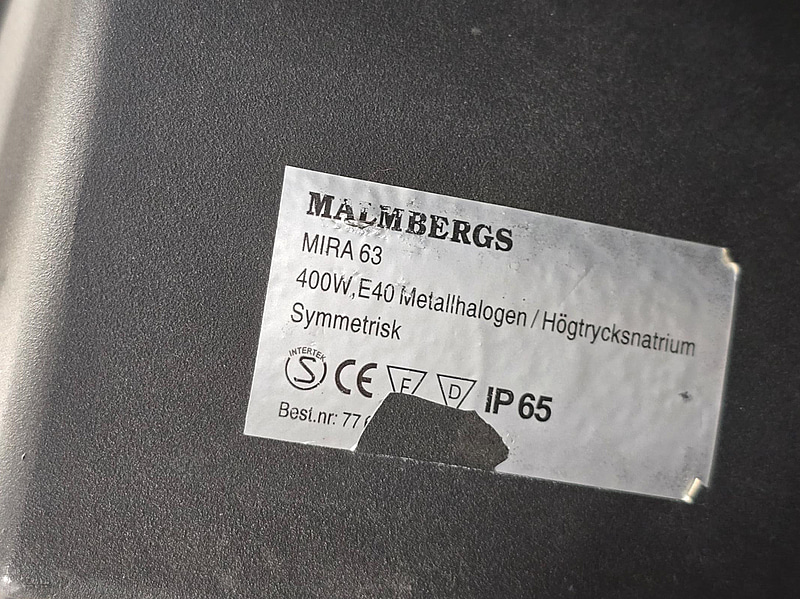 MALMBERGS
MIRA 63
400W,E40 Metallhalogen / Högtrycksnatrium
Symmetrisk
INTERTEK S CE F D IP 65
Best.nr: 77